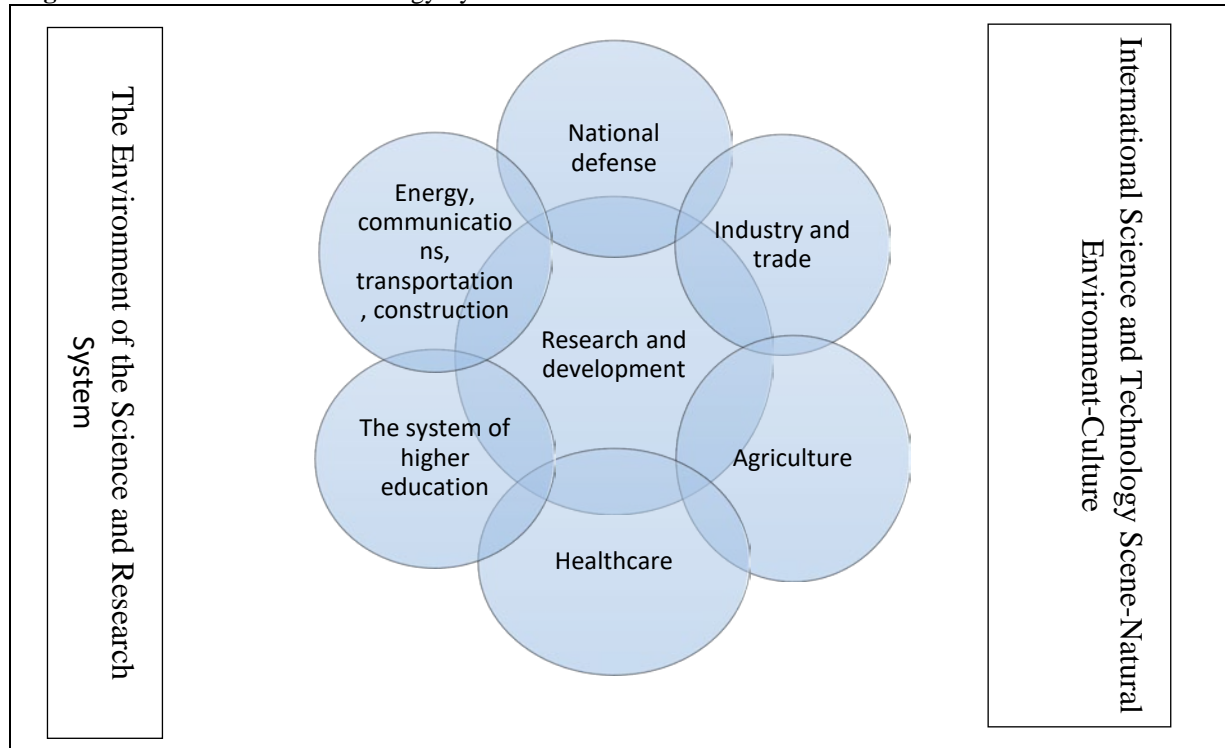 The Environment of the Science and Research
System
National
defense
Energy,
communicatio
ns,
transportation
, construction
Industry and
trade
Research and
development
The system of
higher
education
Agriculture
Healthcare
International Science and Technology Scene-Natural
Environment-Culture